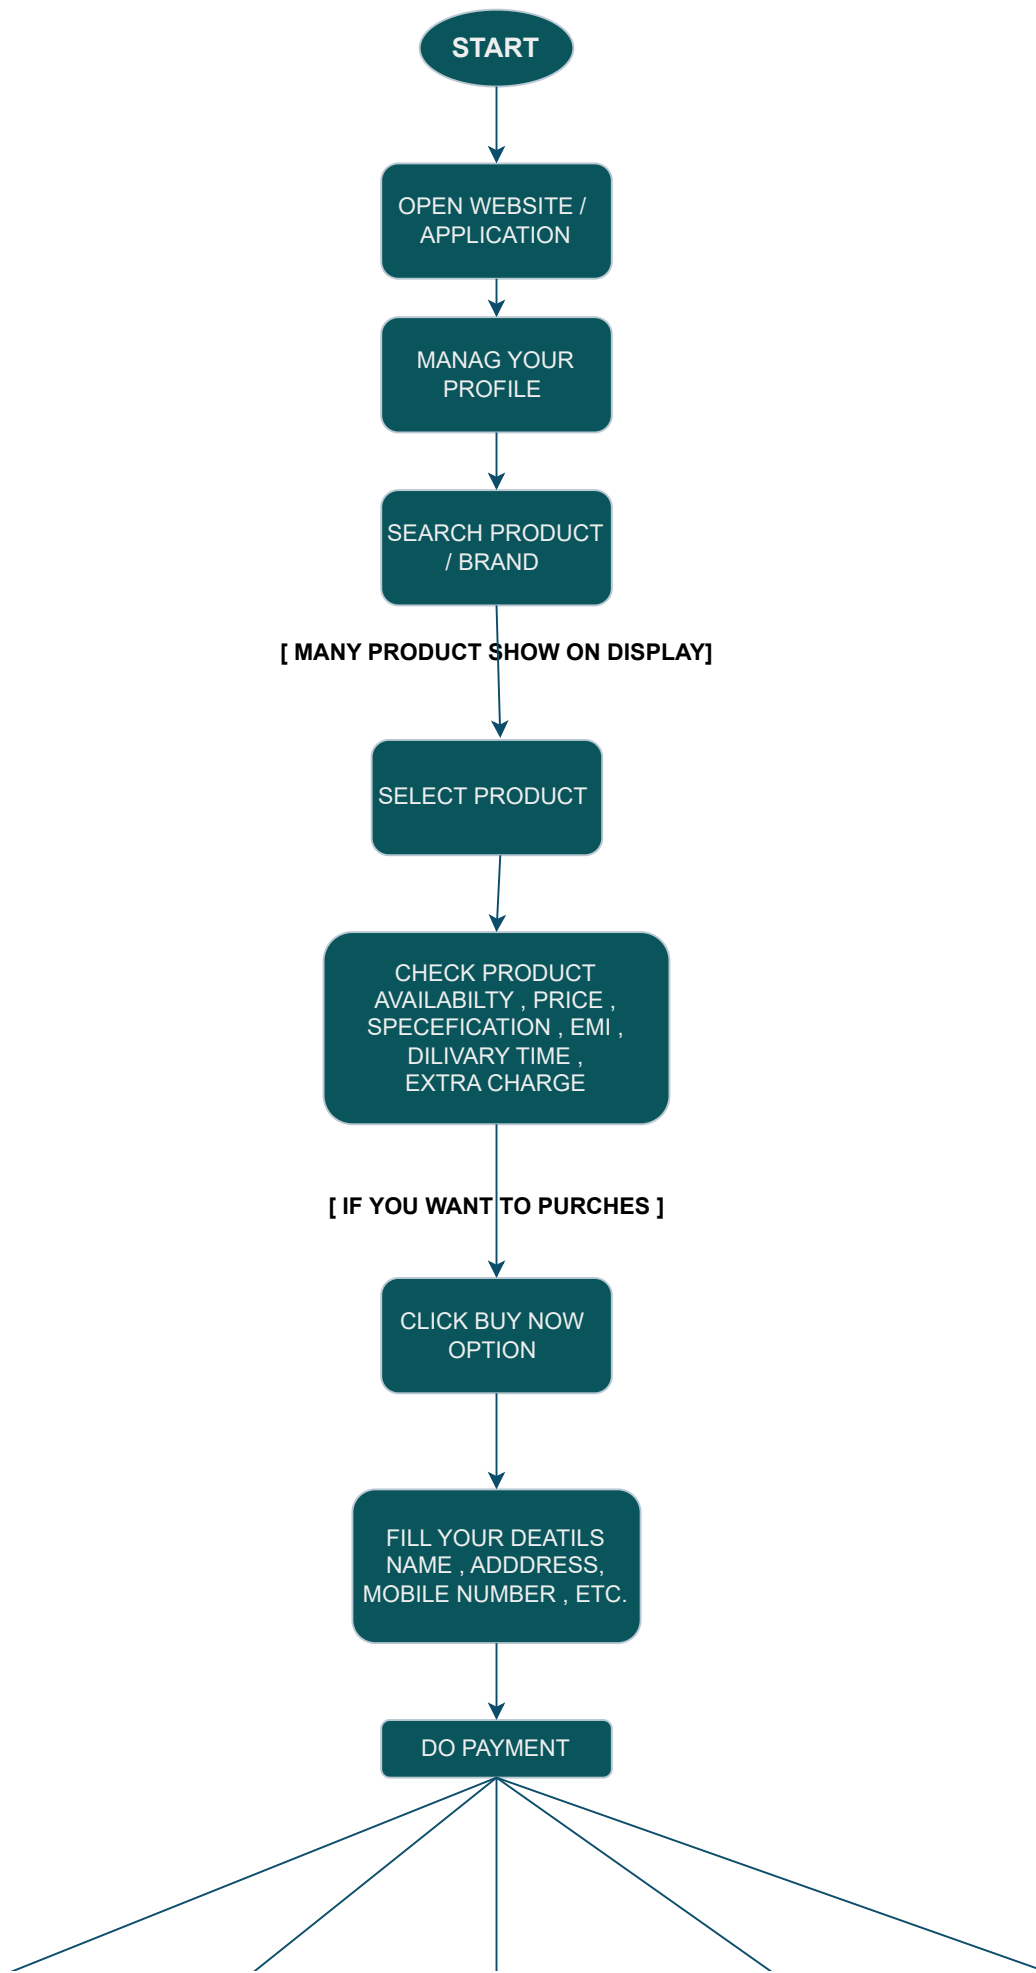 START
OPEN WEBSITE /
APPLICATION
MANAG YOUR
PROFILE
SEARCH PRODUCT
/ BRAND
[ MANY PRODUCT SHOW ON DISPLAY]
SELECT PRODUCT
CHECK PRODUCT
AVAILABILTY , PRICE ,
SPECEFICATION , EMI ,
DILIVARY TIME ,
EXTRA CHARGE
[ IF YOU WANT TO PURCHES ]
CLICK BUY NOW
OPTION
FILL YOUR DEATILS
NAME , ADDDRESS,
MOBILE NUMBER , ETC.
DO PAYMENT